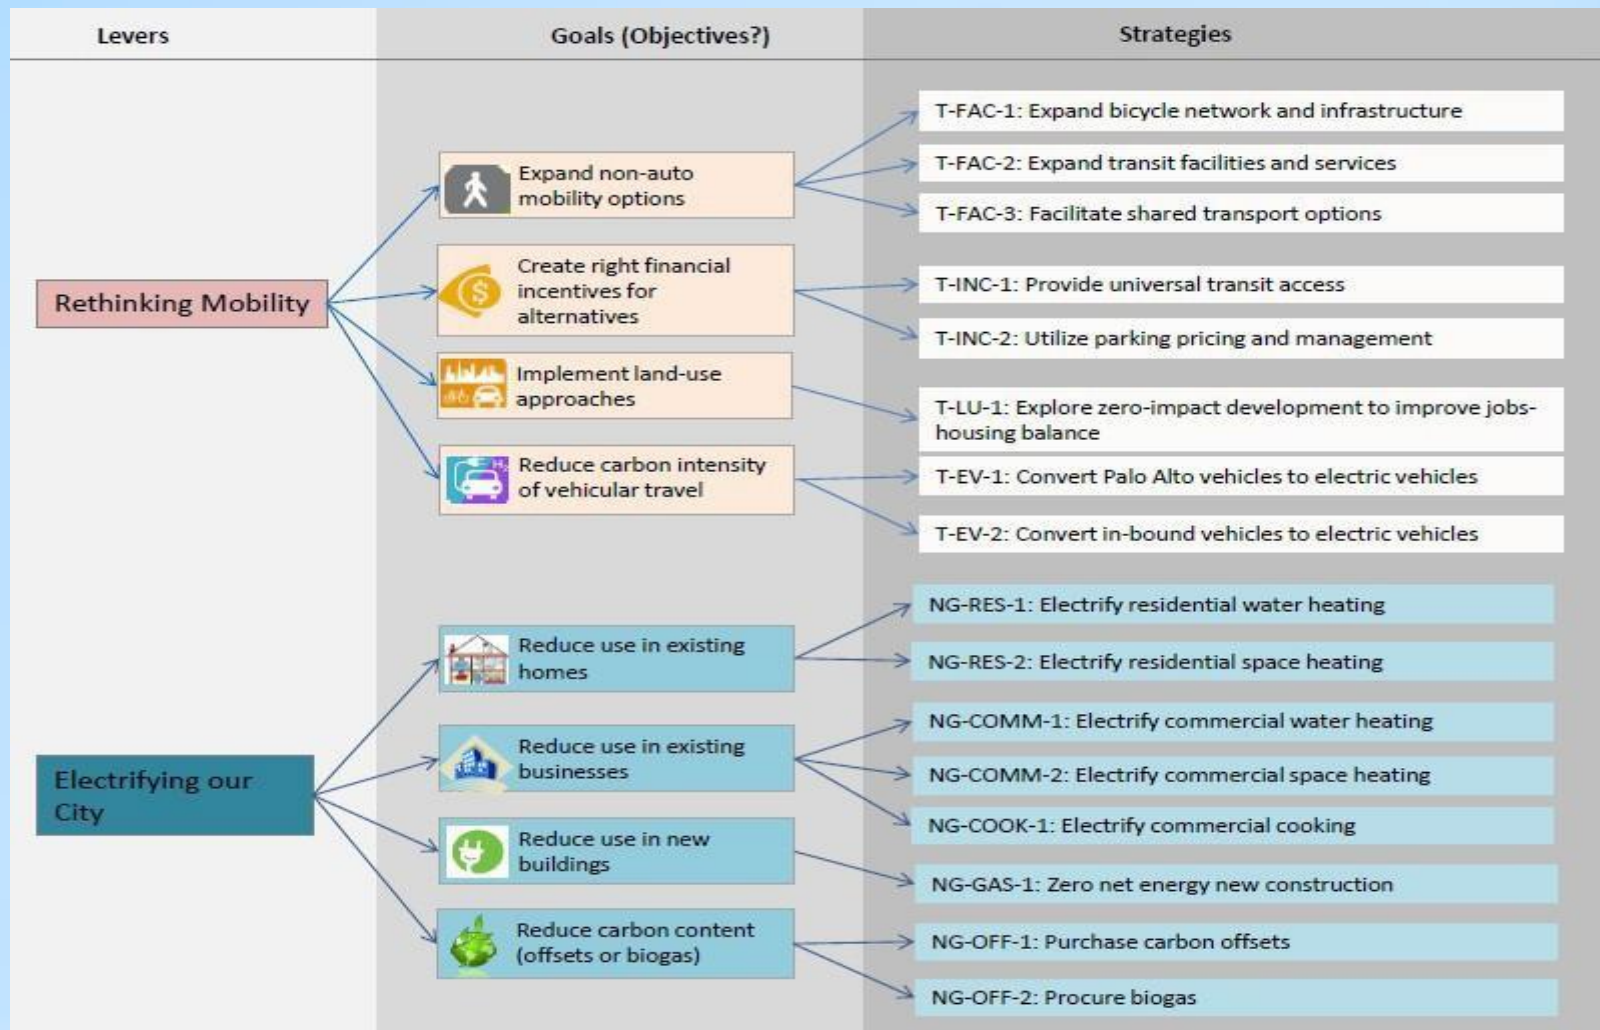 Levers
Goals (Objectives?)
Strategies
Rethinking Mobility
Expand non-auto
mobility options
T-FAC-1: Expand bicycle network and infrastructure
T-FAC-2: Expand transit facilities and services
T-FAC-3: Facilitate shared transport options
Create right financial
incentives for
alternatives
$
T-INC-1: Provide universal transit access
T-INC-2: Utilize parking pricing and management
Implement land-use
approaches
T-LU-1: Explore zero-impact development to improve jobs-
housing balance
Reduce carbon intensity
of vehicular travel
H₂
T-EV-1: Convert Palo Alto vehicles to electric vehicles
T-EV-2: Convert in-bound vehicles to electric vehicles
Electrifying our
City
Reduce use in existing
homes
NG-RES-1: Electrify residential water heating
NG-RES-2: Electrify residential space heating
Reduce use in existing
businesses
NG-COMM-1: Electrify commercial water heating
NG-COMM-2: Electrify commercial space heating
NG-COOK-1: Electrify commercial cooking
Reduce use in new
buildings
NG-GAS-1: Zero net energy new construction
Reduce carbon content
(offsets or biogas)
NG-OFF-1: Purchase carbon offsets
NG-OFF-2: Procure biogas